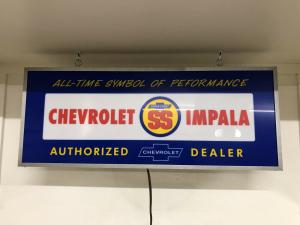 ALL-TIME SYMBOL OF PEFORMANCE
CHEVROLET SS IMPALA
AUTHORIZED CHEVROLET DEALER